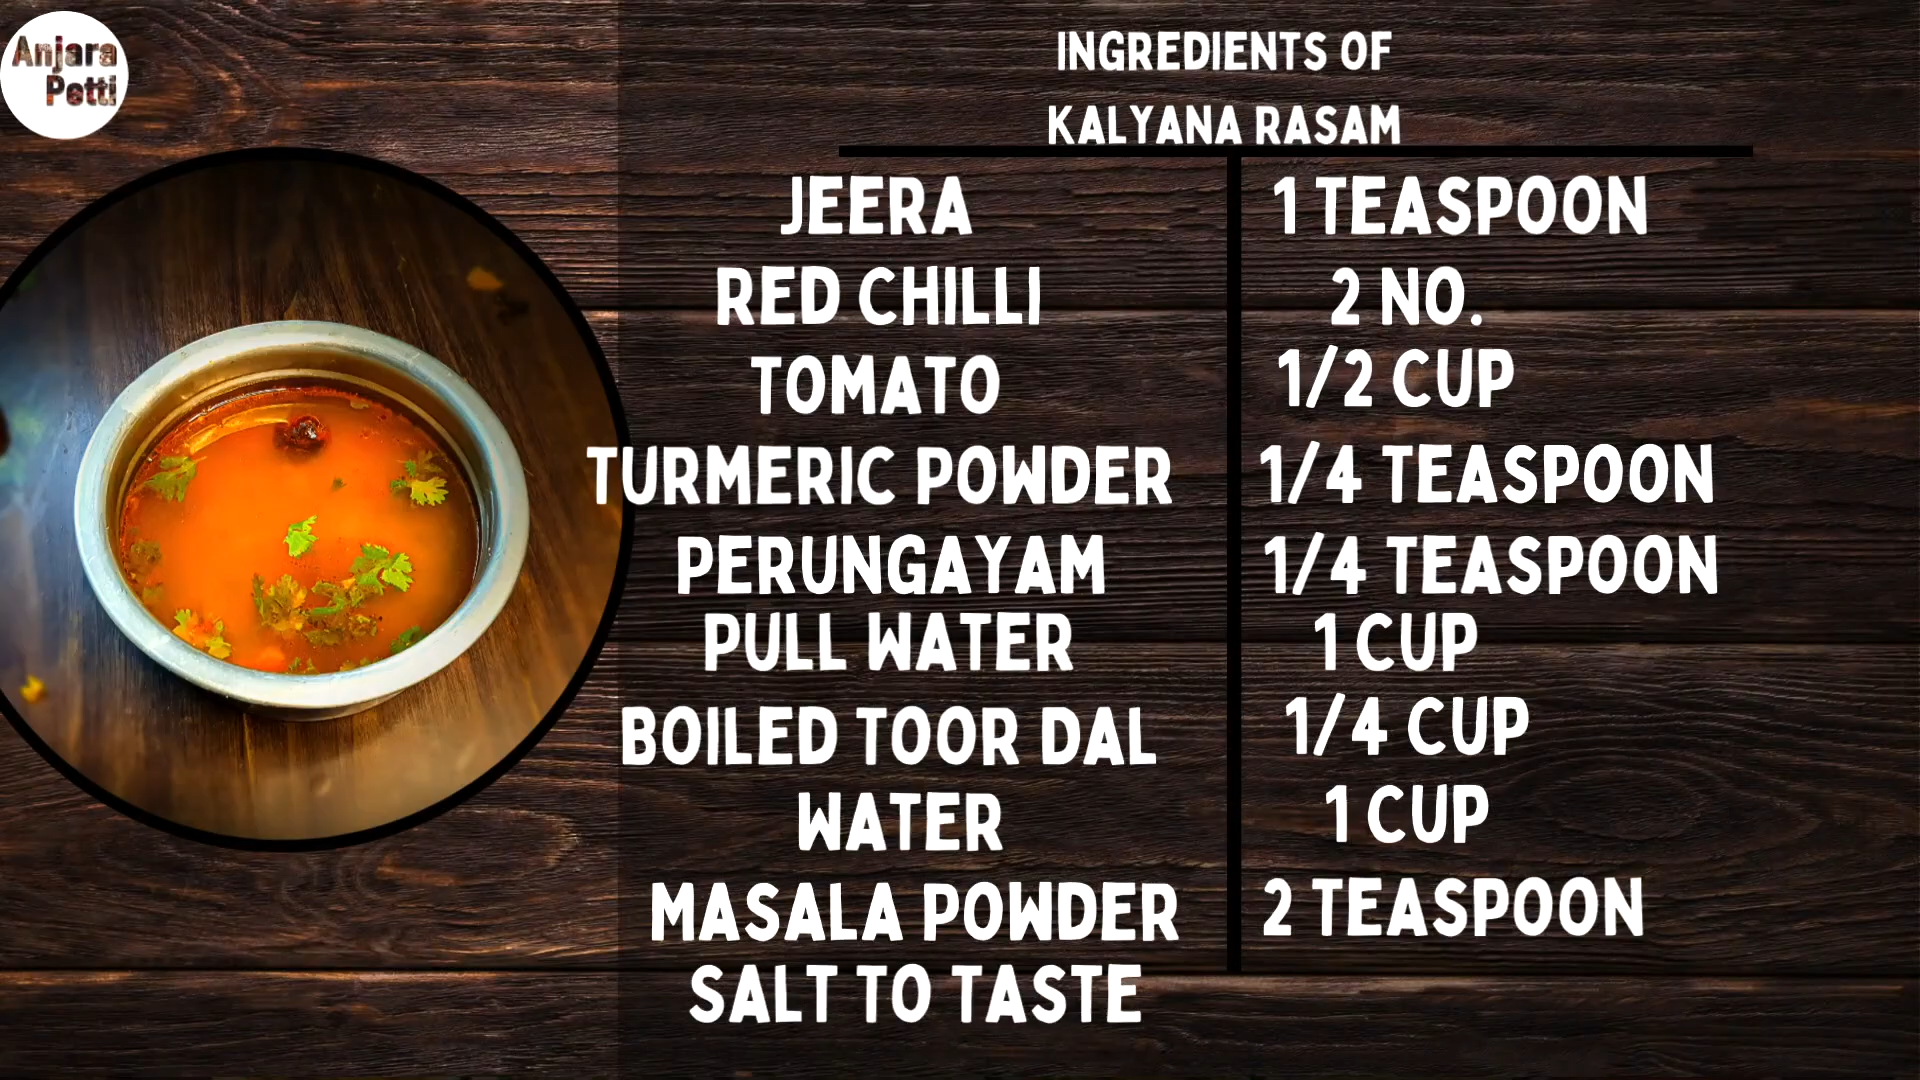 Anjara
Petti
INGREDIENTS OF
KALYANA RASAM
JEERA 1 TEASPOON
RED CHILLI 2 NO.
TOMATO 1/2 CUP
TURMERIC POWDER 1/4 TEASPOON
PERUNGAYAM 1/4 TEASPOON
PULL WATER 1 CUP
BOILED TOOR DAL 1/4 CUP
WATER 1 CUP
MASALA POWDER 2 TEASPOON
SALT TO TASTE